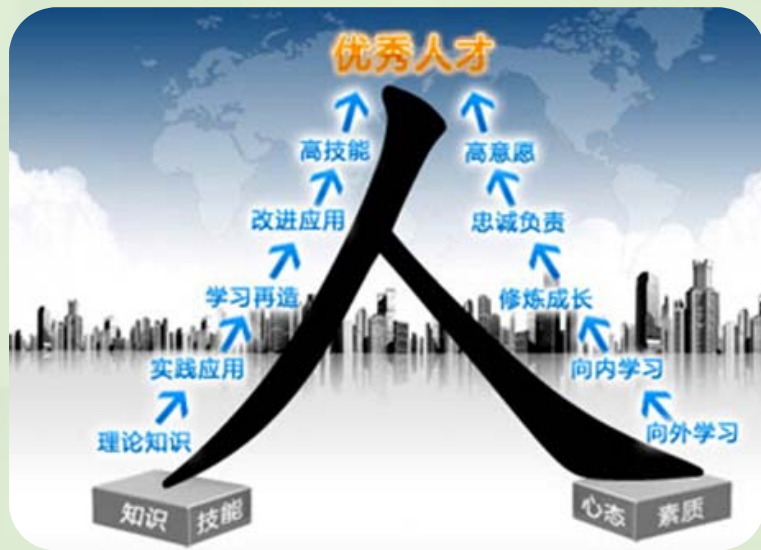 优秀人才
高技能
高意愿
改进应用
忠诚负责
学习再造
修炼成长
实践应用
向内学习
理论知识
向外学习
人
知识 技能
心态 素质